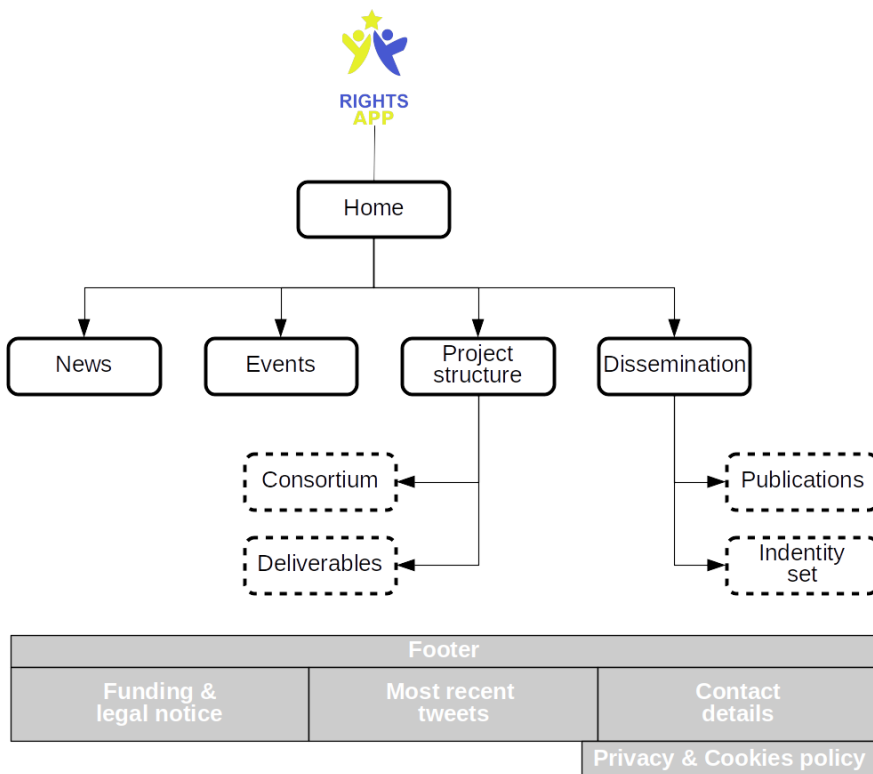 RIGHTS
APP
Home
News
Events
Project
structure
Dissemination
Consortium
Publications
Deliverables
Indentity
set
Footer
Funding &
legal notice
Most recent
tweets
Contact
details
Privacy & Cookies policy